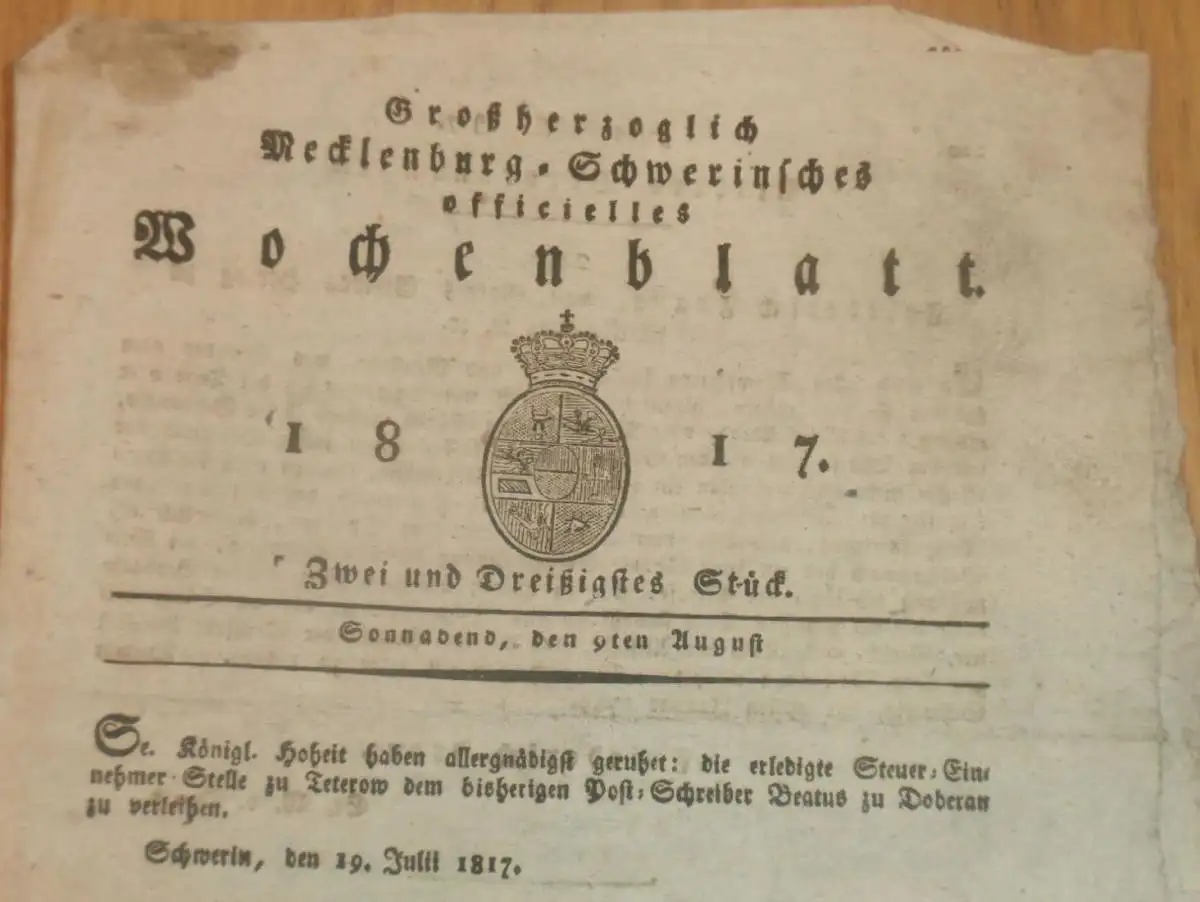 Großherzoglich
Mecklenburg-Schwerinsches
officielles
Wochenblatt.
1817.
Zwei und Dreißigstes Stück.
Sonnabend, den 9ten August
Se. Königl. Hoheit haben allergnädigst geruhet: die erledigte Steuer-Ein-
nehmer-Stelle zu Teterow dem bisherigen Post-Schreiber Beatus zu Doberan
zu verleihen.
Schwerin, den 19. Julii 1817.